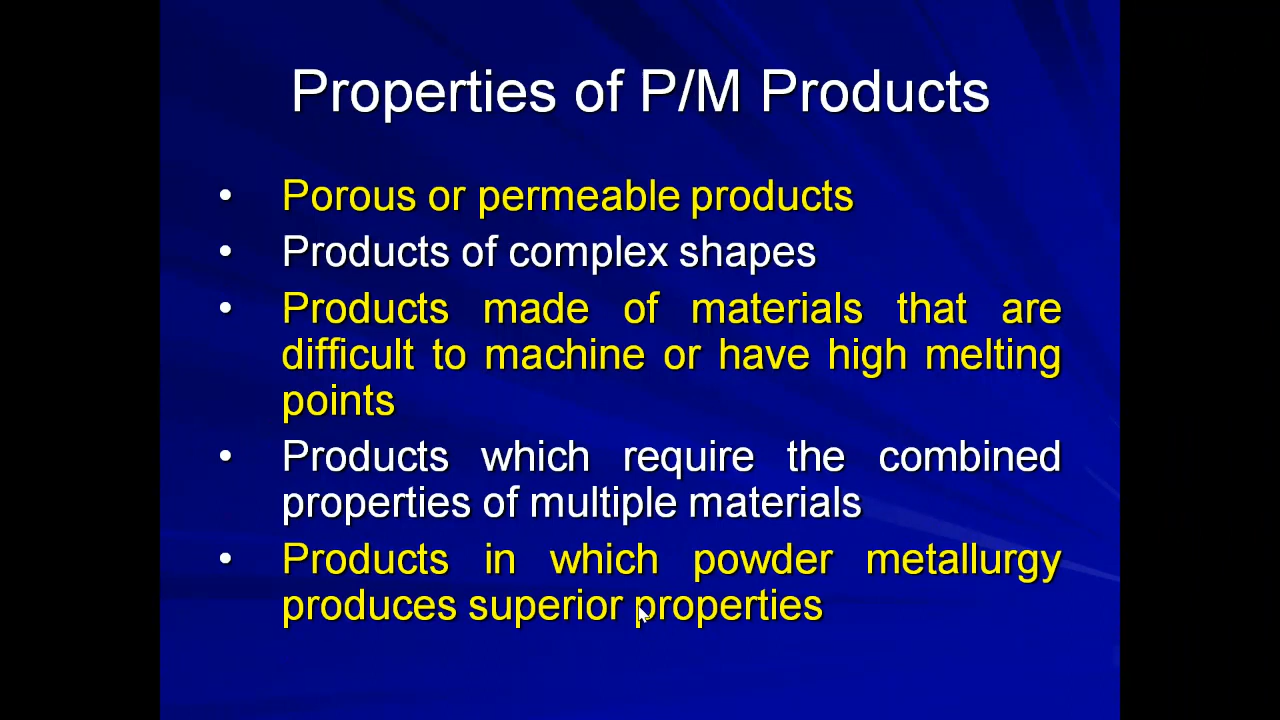 Properties of P/M Products
• Porous or permeable products
• Products of complex shapes
• Products made of materials that are
difficult to machine or have high melting
points
• Products which require the combined
properties of multiple materials
• Products in which powder metallurgy
produces superior properties